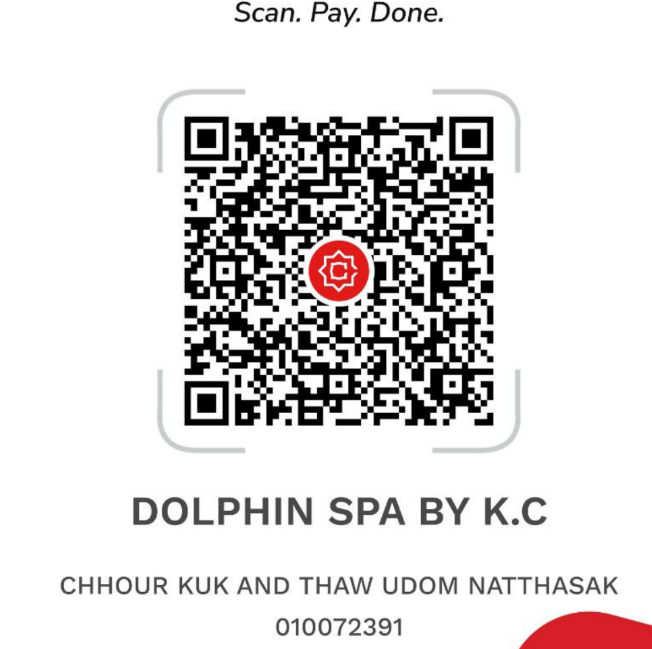 Scan. Pay. Done.
DOLPHIN SPA BY K.C
CHHOUR KUK AND THAW UDOM NATTHASAK
010072391